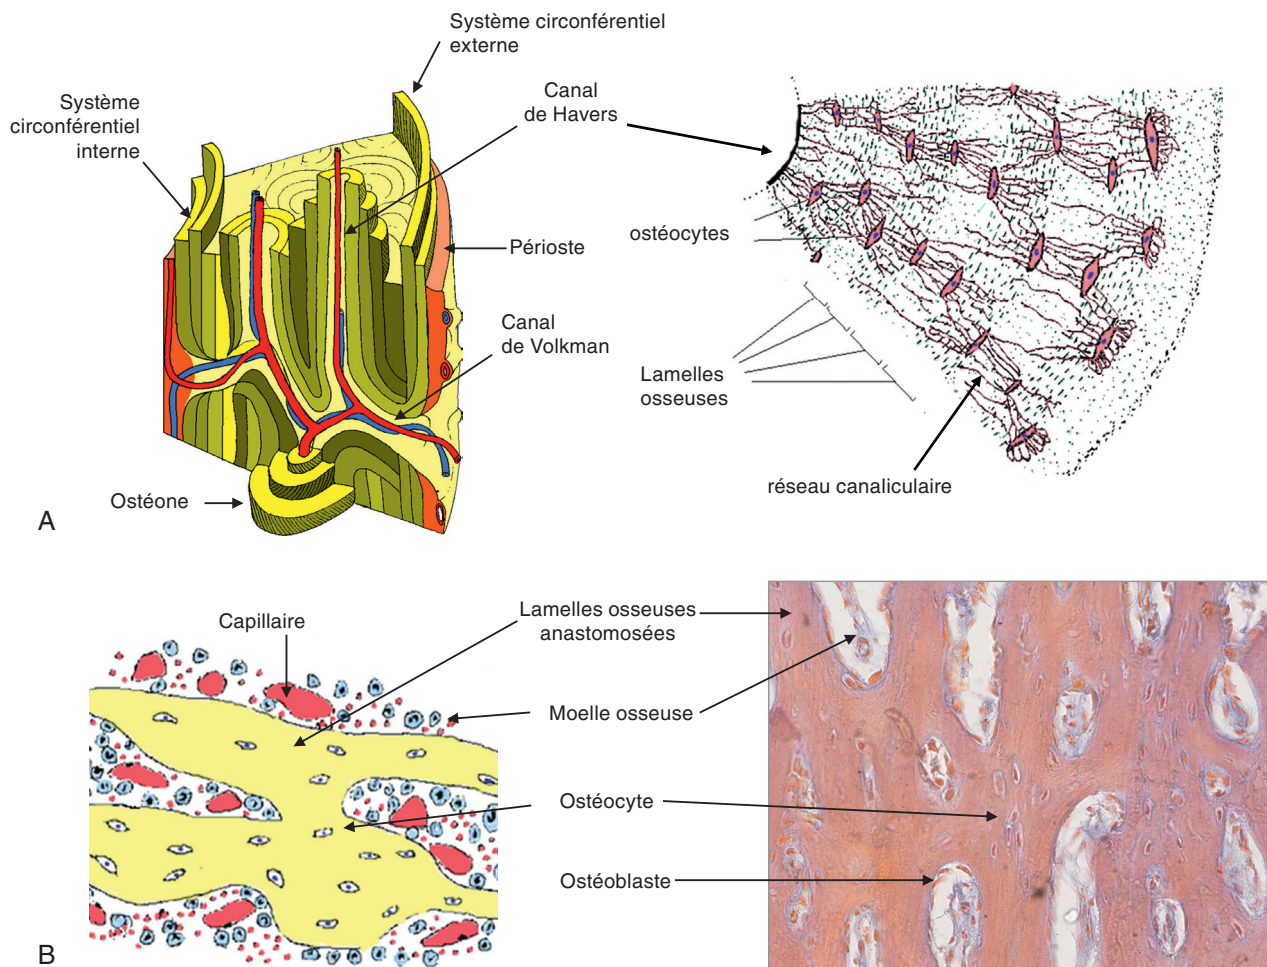 Système circonférentiel
externe
Système
circonférentiel
interne
Canal
de Havers
ostéocytes
Périoste
Canal
de Volkman
Lamelles
osseuses
réseau canaliculaire
Ostéone
A
Lamelles osseuses
anastomosées
Capillaire
Moelle osseuse
Ostéocyte
Ostéoblaste
B